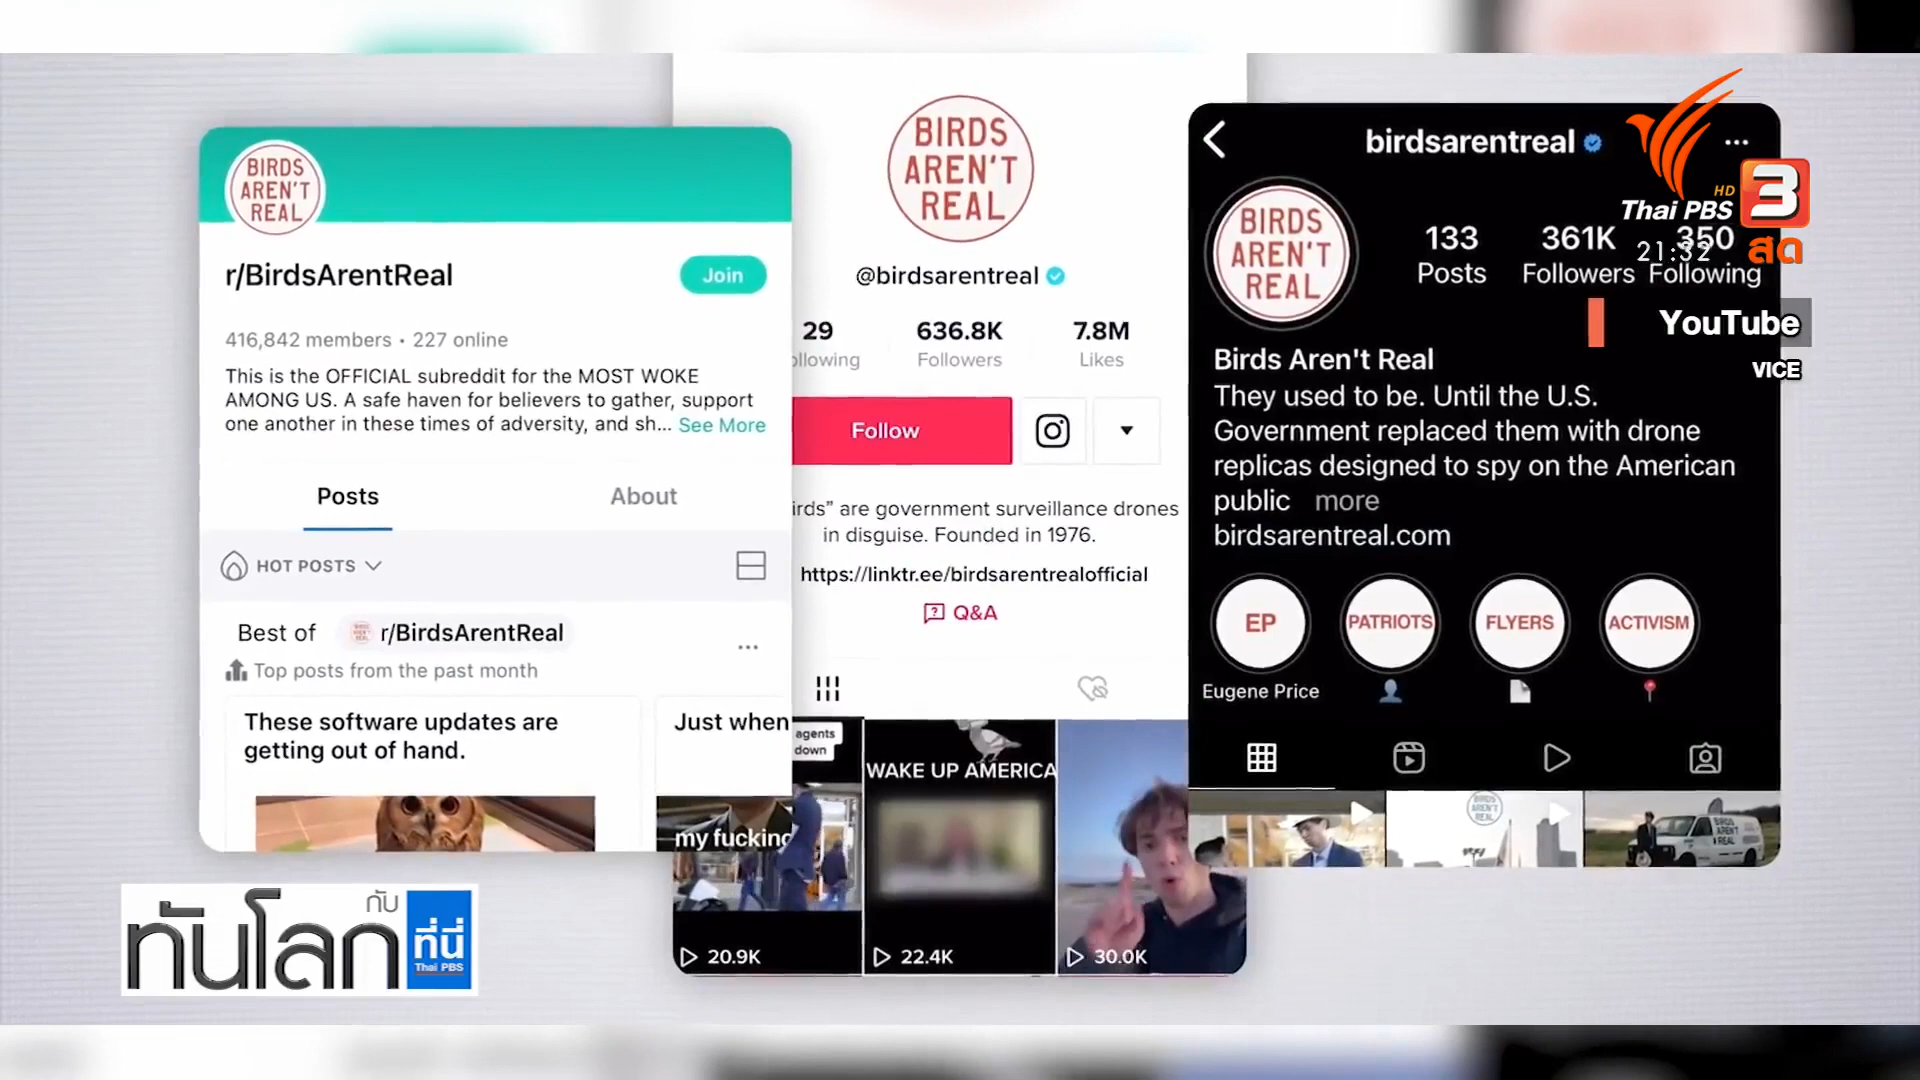 BIRDS
AREN'T
REAL
r/BirdsArentReal
Join
416,842 members • 227 online
This is the OFFICIAL subreddit for the MOST WOKE
AMONG US. A safe haven for believers to gather, support
one another in these times of adversity, and sh... See More
Posts
About
HOT POSTS
Best of r/BirdsArentReal
Top posts from the past month
These software updates are
getting out of hand.
Just when
my fucking
BIRDS
AREN'T
REAL
@birdsarentreal
29
636.8K
7.8M
ollowing
Followers
Likes
Follow
irds” are government surveillance drones
in disguise. Founded in 1976.
https://linktr.ee/birdsarentrealofficial
Q&A
agents
down
WAKE UP AMERICA
20.9K
22.4K
30.0K
birdsarentreal
BIRDS
AREN'T
REAL
133
361K
350
Posts
Followers
Following
Birds Aren't Real
They used to be. Until the U.S.
Government replaced them with drone
replicas designed to spy on the American
public more
birdsarentreal.com
EP
PATRIOTS
FLYERS
ACTIVISM
Eugene Price
BIRDS
AREN'T
REAL
BIRDS
AREN'T
REAL
HD
Thai PBS
3
21:32
สด
YouTube
VICE
ทันโลก
กับ
ที่นี่
Thai PBS